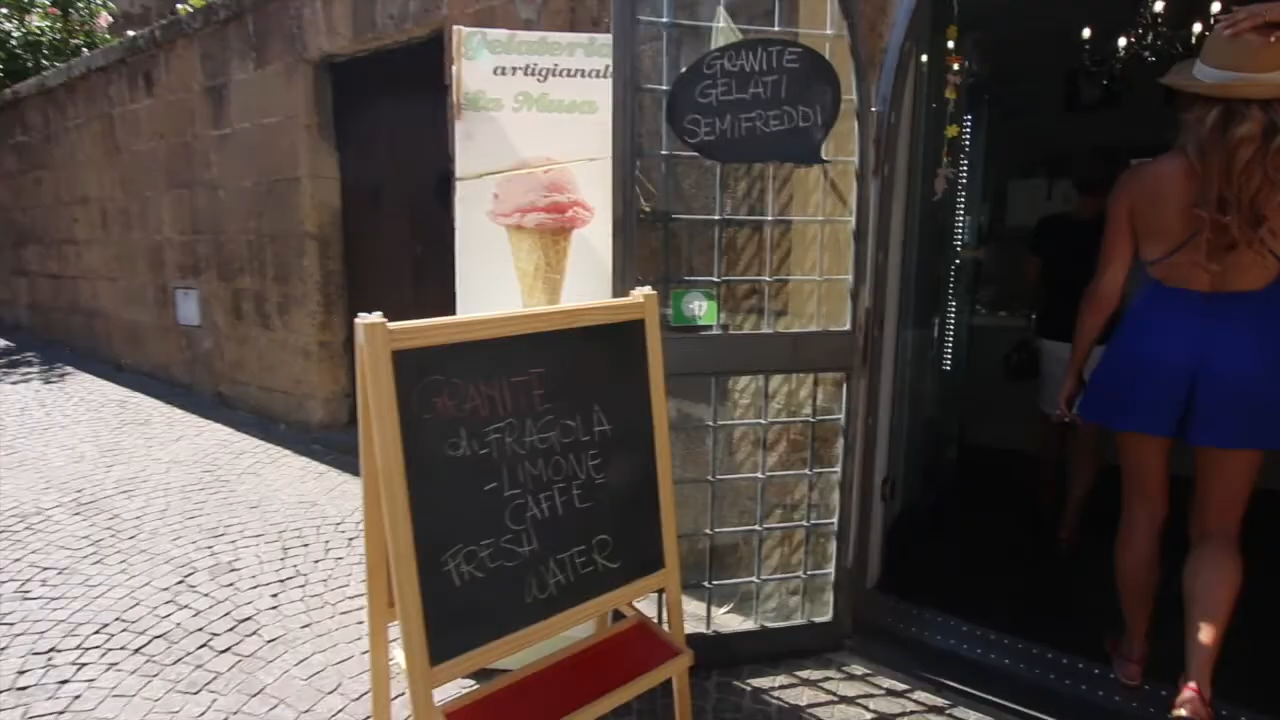 Gelateria
artigianale
La Musa
GRANITE
GELATI
SEMIFREDDI
GRANITE
di FRAGOLA
-LIMONE
CAFFE
FRESH
WATER